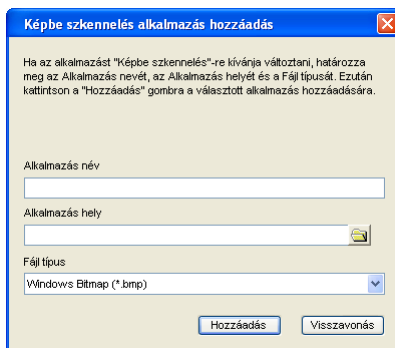 Képbe szkennelés alkalmazás hozzáadás
Ha az alkalmazást "Képbe szkennelés"-re kívánja változtani, határozza
meg az Alkalmazás nevét, az Alkalmazás helyét és a Fájl típusát. Ezután
kattintson a "Hozzáadás" gombra a választott alkalmazás hozzáadására.
Alkalmazás név
Alkalmazás hely
Fájl típus
Windows Bitmap (*.bmp)
Hozzáadás Visszavonás